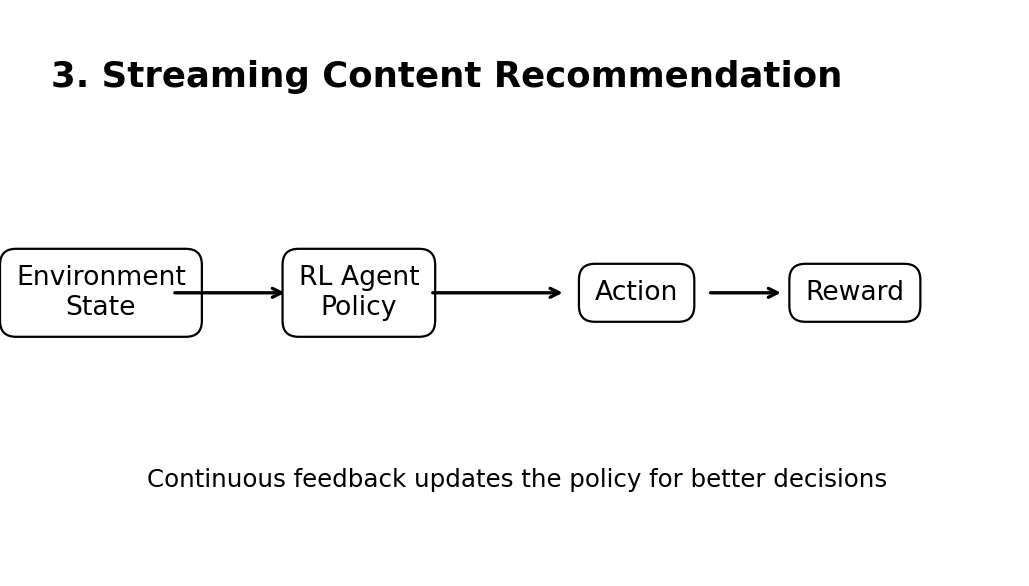 3. Streaming Content Recommendation
Environment
State
RL Agent
Policy
Action
Reward
Continuous feedback updates the policy for better decisions